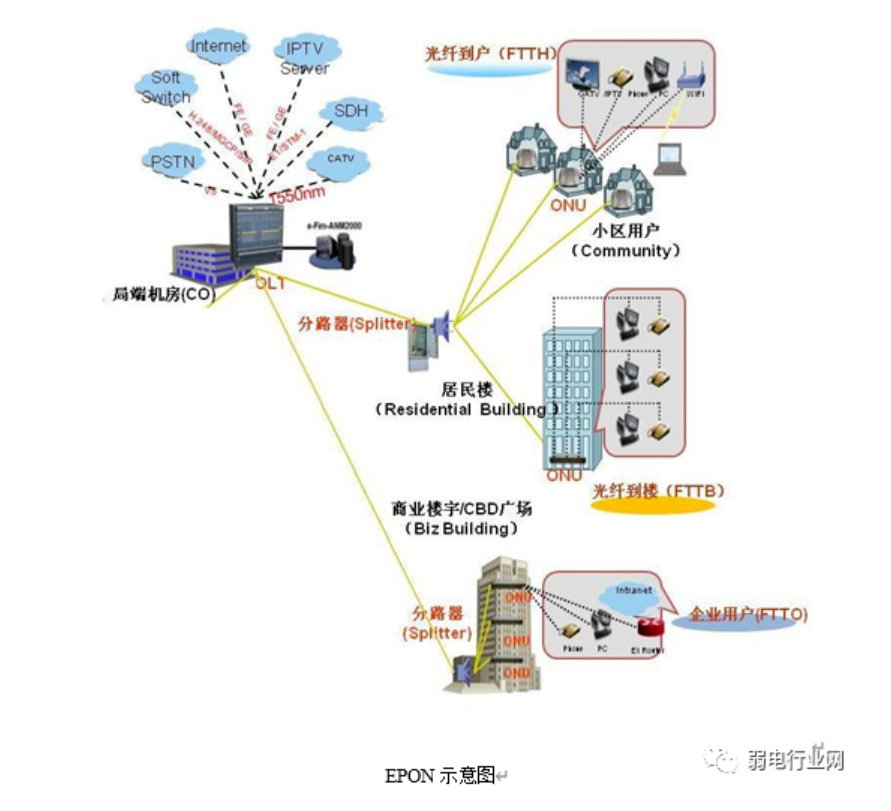 Internet
IPTV
Server
Soft
Switch
SDH
PSTN
CATV
H.248/MGCP/SIP
FE / GE
FE / GE
E1/STM-1
V5
1550nm
e-Fim-ANM2000
OLT
局端机房(CO)
光纤到户（FTTH）
CATV /IPTV Phone PC WIFI
ONU
小区用户
（Community）
分路器(Splitter)
居民楼
（Residential Building）
ONU
光纤到楼（FTTB）
商业楼宇/CBD广场
（Biz Building）
分路器
(Splitter)
ONU
ONU
ONU
Intranet
Phone PC
Router
企业用户(FTTO)
EPON 示意图
弱电行业网